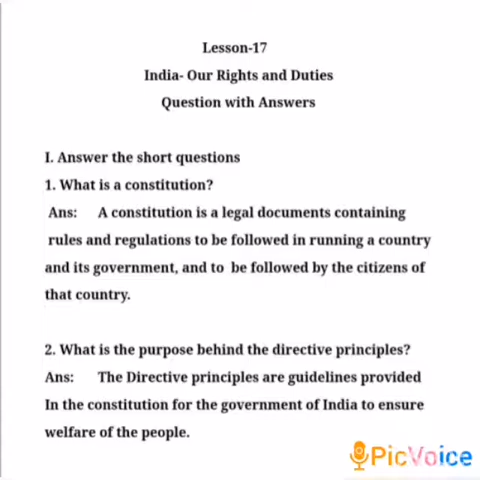 Lesson-17
India- Our Rights and Duties
Question with Answers
I. Answer the short questions
1. What is a constitution?
Ans: A constitution is a legal documents containing
rules and regulations to be followed in running a country
and its government, and to be followed by the citizens of
that country.
2. What is the purpose behind the directive principles?
Ans: The Directive principles are guidelines provided
In the constitution for the government of India to ensure
welfare of the people.
PicVoice